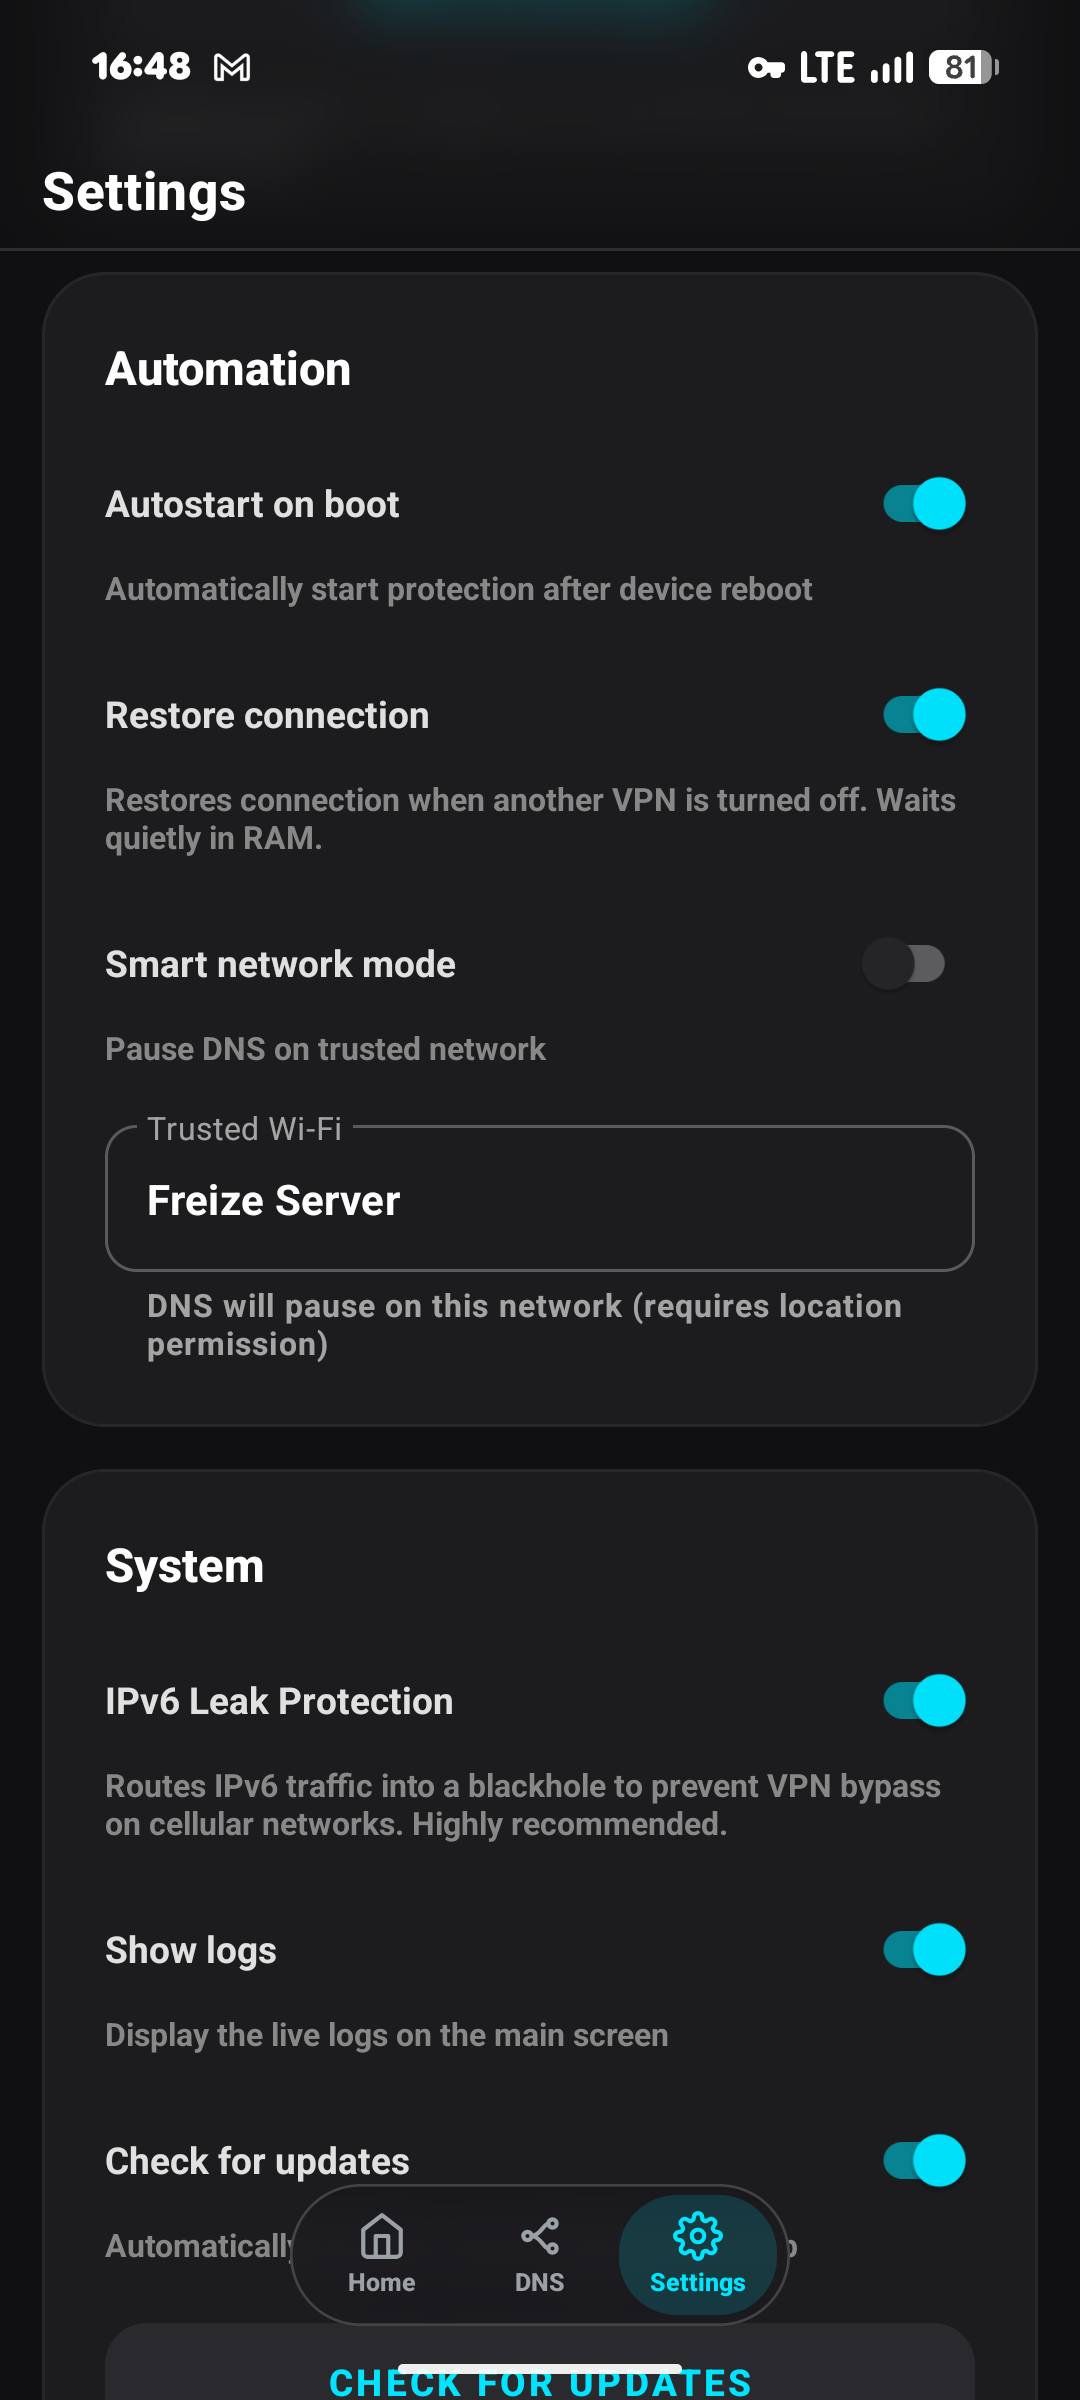 16:48
LTE
81
Settings
Automation
Autostart on boot
Automatically start protection after device reboot
Restore connection
Restores connection when another VPN is turned off. Waits
quietly in RAM.
Smart network mode
Pause DNS on trusted network
Trusted Wi-Fi
Freize Server
DNS will pause on this network (requires location
permission)
System
IPv6 Leak Protection
Routes IPv6 traffic into a blackhole to prevent VPN bypass
on cellular networks. Highly recommended.
Show logs
Display the live logs on the main screen
Check for updates
Automatically
Home
DNS
Settings
CHECK FOR UPDATES